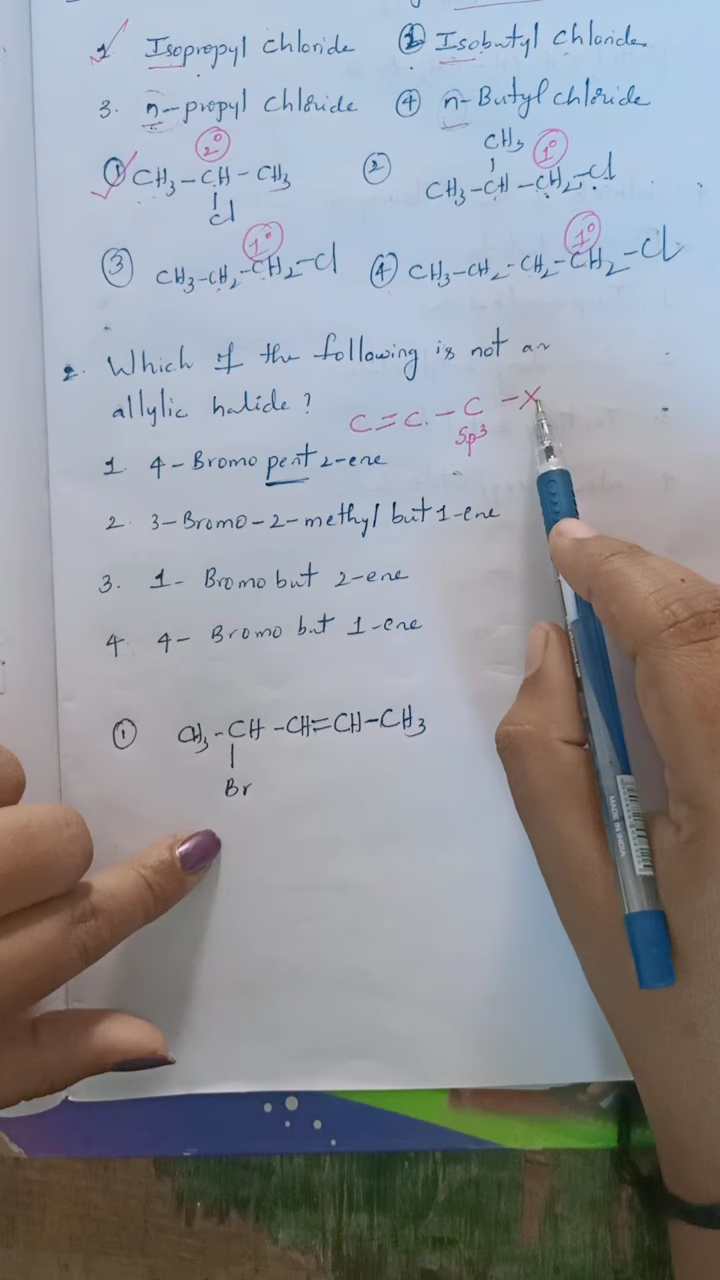 1. Isopropyl chloride ② Isobutyl chloride.
3. n-propyl chloride ④ n-Butyl chloride
① CH₃-CH-CH₃ 2°
Cl
② CH₃ 1°
CH₃-CH-CH₂-Cl
③ CH₃-CH₂-CH₂-Cl 1°
④ CH₃-CH₂-CH₂-CH₂-Cl 1°
2. Which of the following is not an
allylic halide?
C=C-C-X
Sp³
1. 4-Bromo pent 2-ene
2. 3-Bromo-2-methyl but 1-ene
3. 1- Bromo but 2-ene
4. 4- Bromo but 1-ene
① CH₃-CH-CH=CH-CH₃
Br
MADE IN INDIA